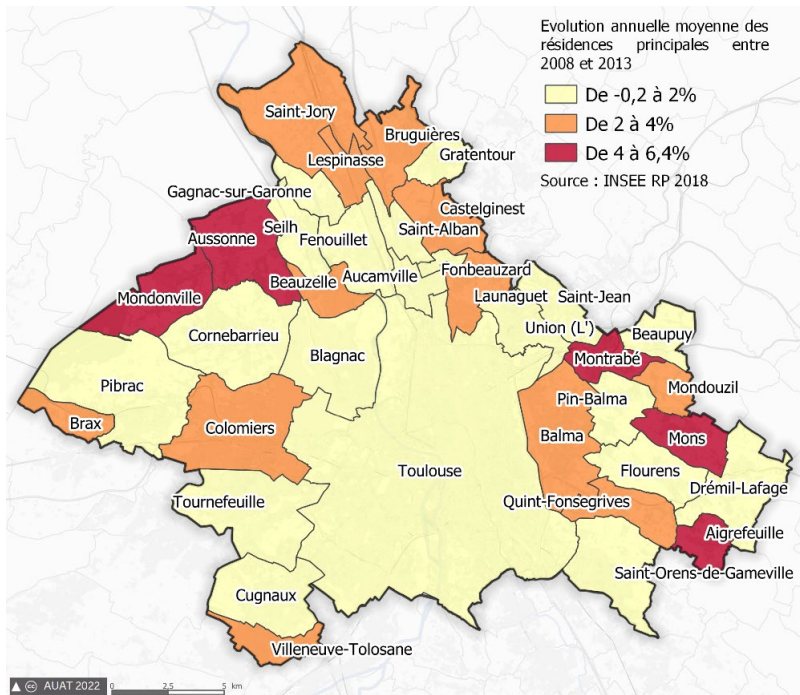 Evolution annuelle moyenne des
résidences principales entre
2008 et 2013
De -0,2 à 2%
De 2 à 4%
De 4 à 6,4%
Source : INSEE RP 2018
Saint-Jory
Bruguières
Lespinasse
Gratentour
Gagnac-sur-Garonne
Castelginest
Seilh
Saint-Alban
Aussonne
Fenouillet
Aucamville
Fonbeauzard
Beauzelle
Mondonville
Launaguet
Saint-Jean
Union (L')
Beaupuy
Cornebarrieu
Blagnac
Montrabé
Pibrac
Mondouzil
Pin-Balma
Brax
Colomiers
Balma
Mons
Toulouse
Flourens
Drémil-Lafage
Tournefeuille
Quint-Fonsegrives
Aigrefeuille
Saint-Orens-de-Gameville
Cugnaux
Villeneuve-Tolosane
cc AUAT 2022
0 2,5 5 km